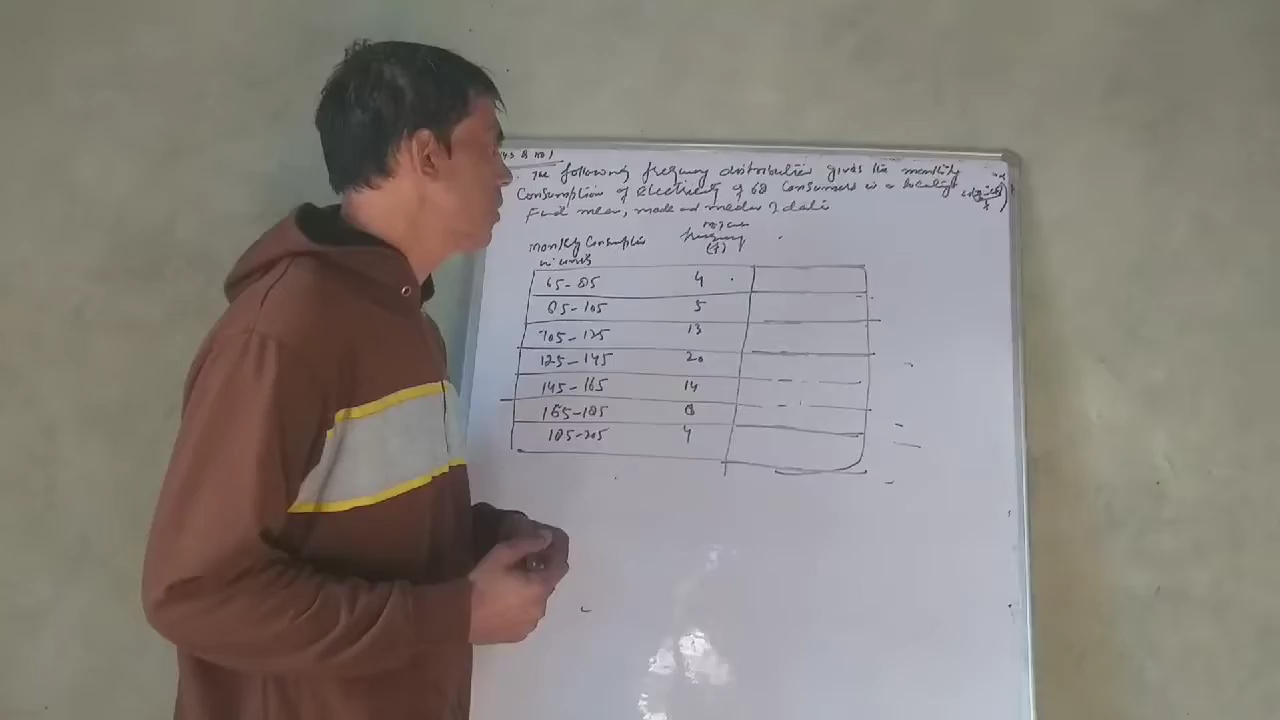 The following frequency distribution gives the monthly
Consumption of Electricity of 68 Consumers in a locality
Find mean, mode and median of data
monthly Consumption
in units
frequency
(f)
65-85 4
85-105 5
105-125 13
125-145 20
145-165 14
165-185 8
185-205 4